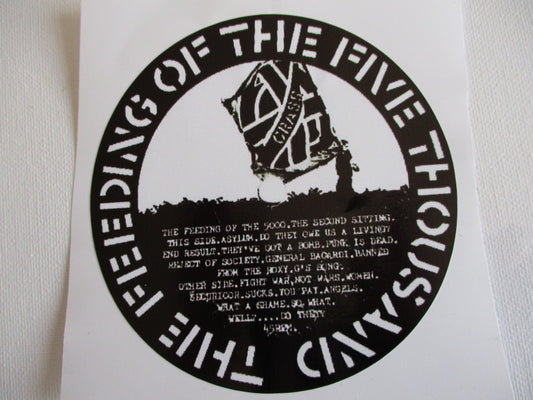 THE FEEDING OF THE FIVE THOUSAND
CRASS
THE FEEDING OF THE 5000.THE SECOND SITTING.
THIS SIDE.ASYLUM.DO THEY OWE US A LIVING?
END RESULT.THEY'VE GOT A BOMB.PUNK IS DEAD.
REJECT OF SOCIETY.GENERAL BACARDI.BANNED
FROM THE ROXY.G'S SONG.
OTHER SIDE.FIGHT WAR,NOT WARS.WOMEN.
SECURICOR.SUCKS.YOU PAY.ANGELS.
WHAT A SHAME.SO WHAT.
WELL?....DO THEY?
45RPM.